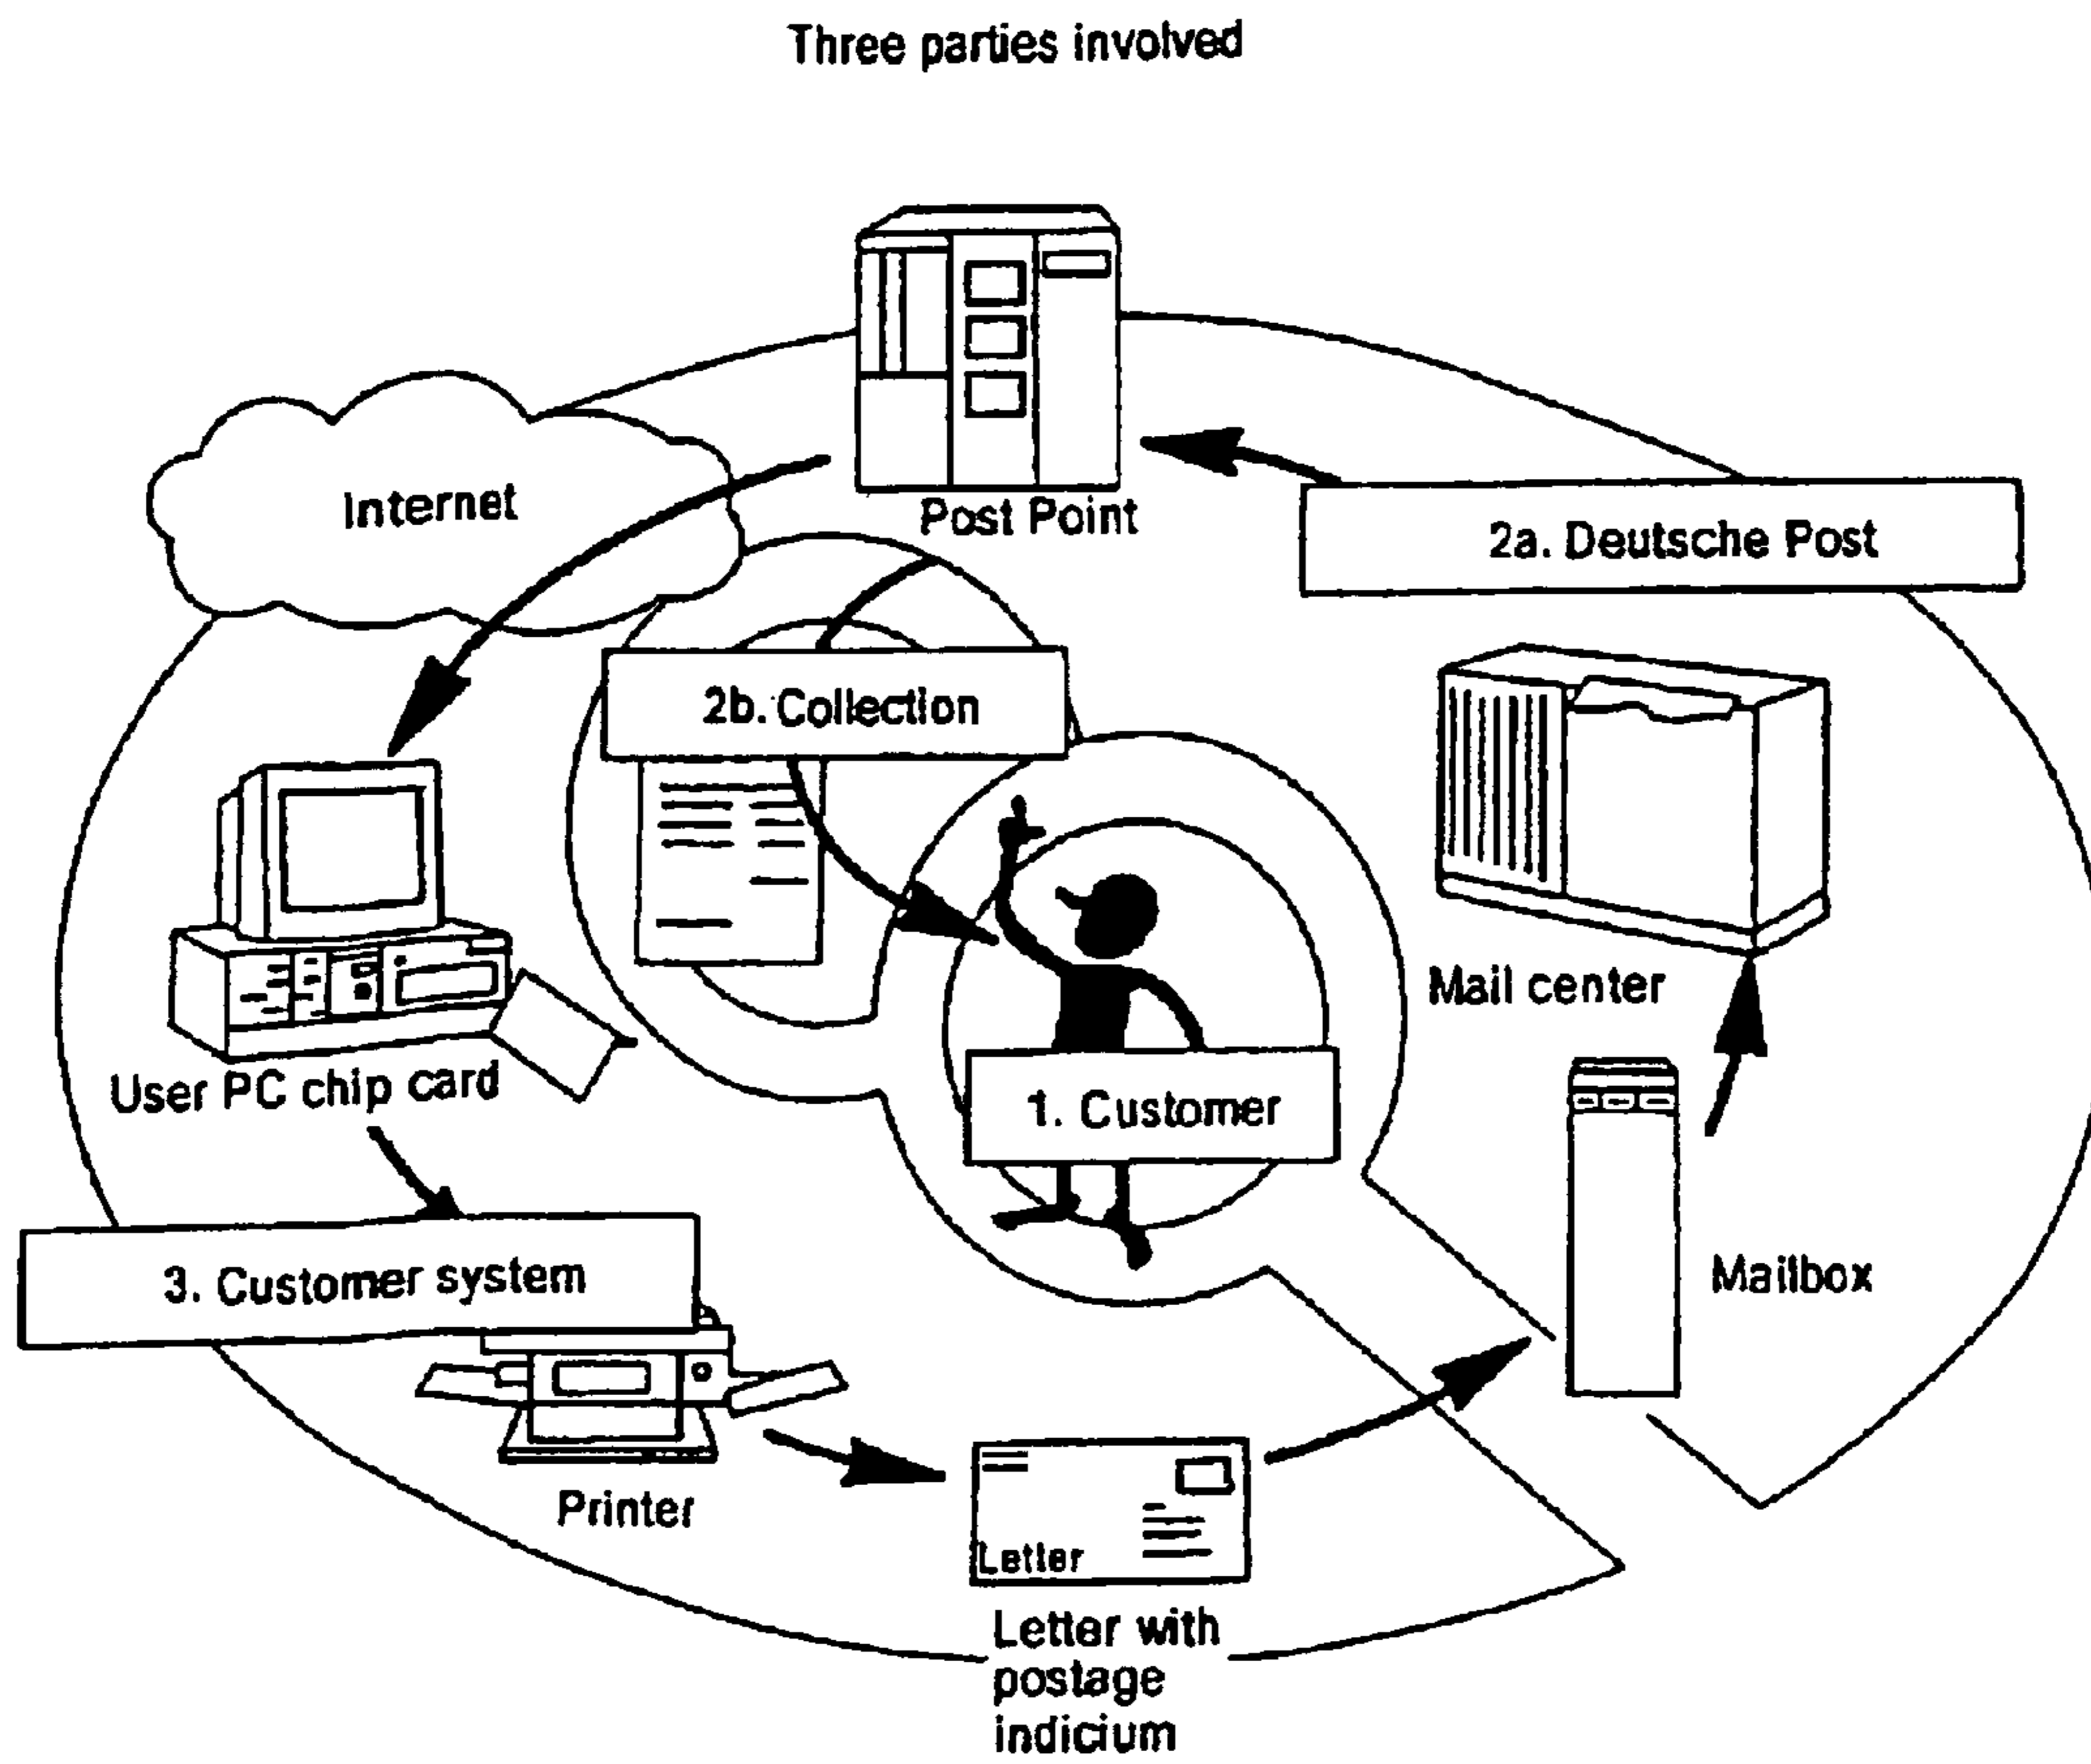 Three parties involved
Internet
Post Point
2a. Deutsche Post
2b. Collection
User PC chip card
1. Customer
Mail center
3. Customer system
Mailbox
Printer
Letter
Letter with
postage
indicium